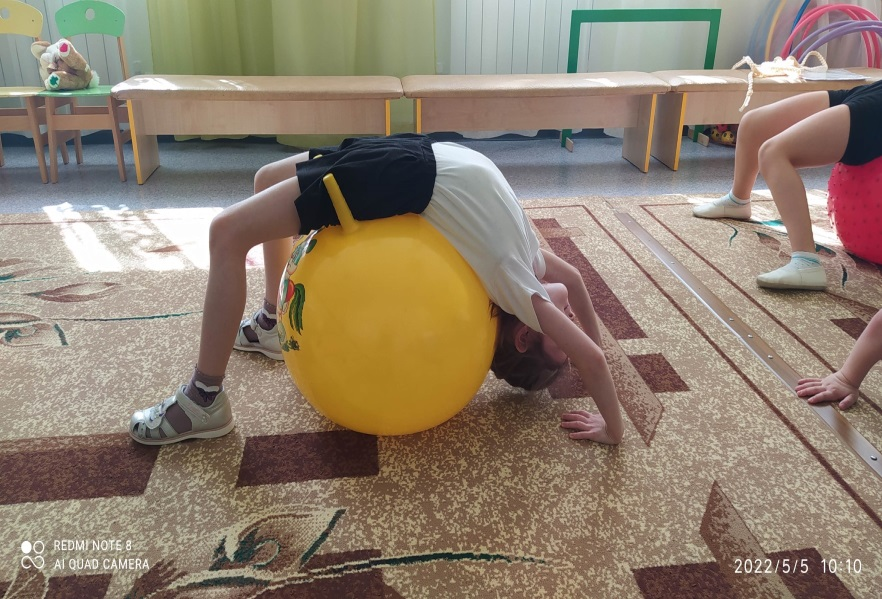 REDMI NOTE 8
AI QUAD CAMERA
2022/5/5 10:10